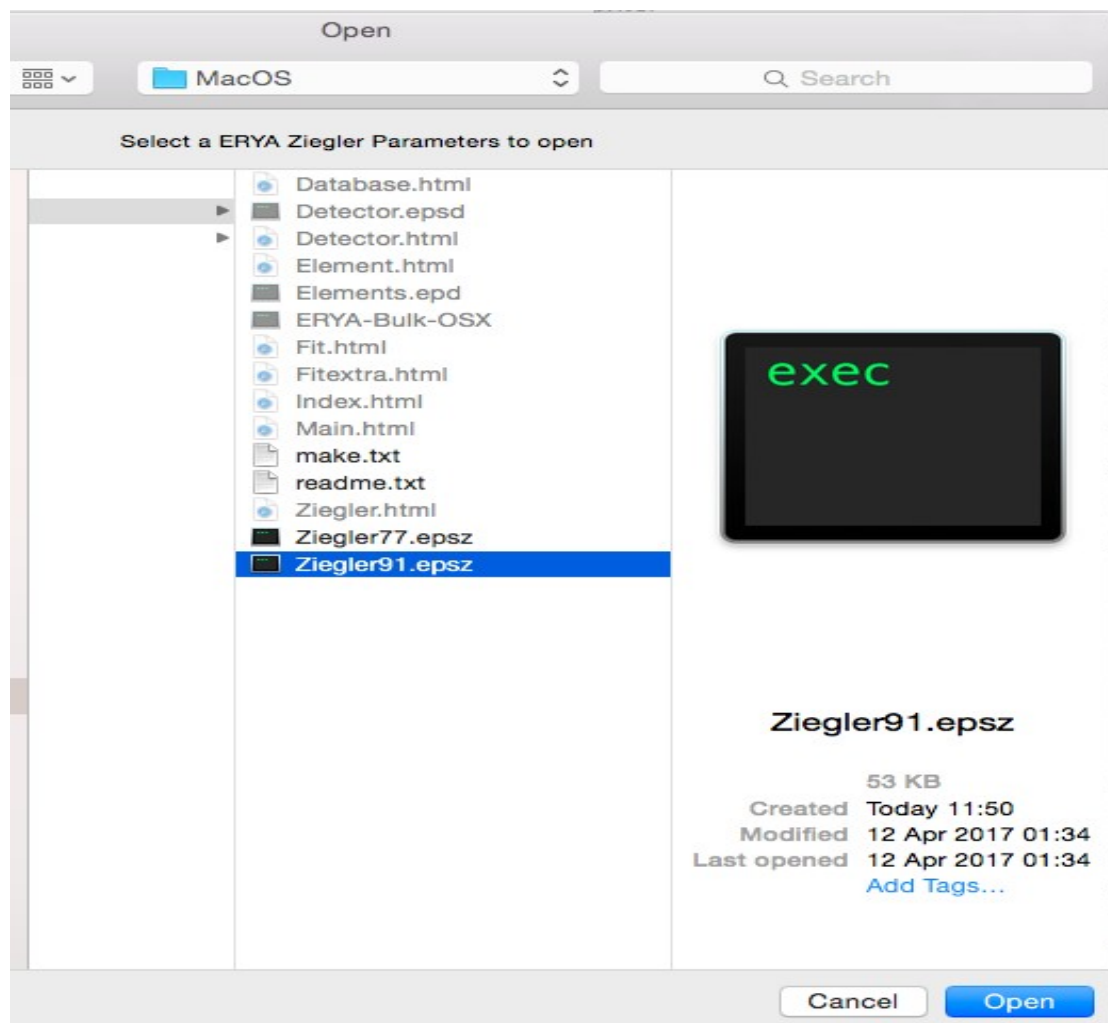 Open
MacOS
Search
Select a ERYA Ziegler Parameters to open
Database.html
Detector.epsd
Detector.html
Element.html
Elements.epd
ERYA-Bulk-OSX
Fit.html
Fitextra.html
Index.html
Main.html
make.txt
readme.txt
Ziegler.html
Ziegler77.epsz
Ziegler91.epsz
exec
Ziegler91.epsz
53 KB
Created Today 11:50
Modified 12 Apr 2017 01:34
Last opened 12 Apr 2017 01:34
Add Tags...
Cancel Open